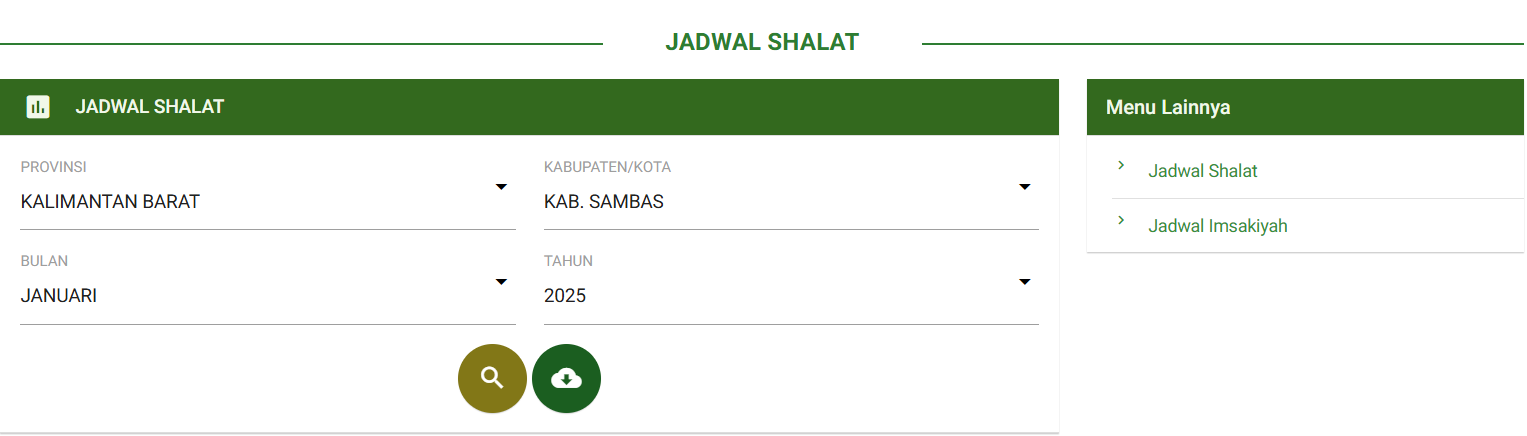 JADWAL SHALAT
JADWAL SHALAT
PROVINSI
KALIMANTAN BARAT
KABUPATEN/KOTA
KAB. SAMBAS
BULAN
JANUARI
TAHUN
2025
Menu Lainnya
Jadwal Shalat
Jadwal Imsakiyah